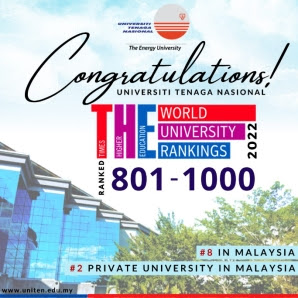 UNIVERSITI
TENAGA
NASIONAL
The Energy University
Congratulations!
UNIVERSITI TENAGA NASIONAL
THE
TIMES
HIGHER
EDUCATION
WORLD
UNIVERSITY
RANKINGS
2022
RANKED
801-1000
#8 IN MALAYSIA
#2 PRIVATE UNIVERSITY IN MALAYSIA
www.uniten.edu.my